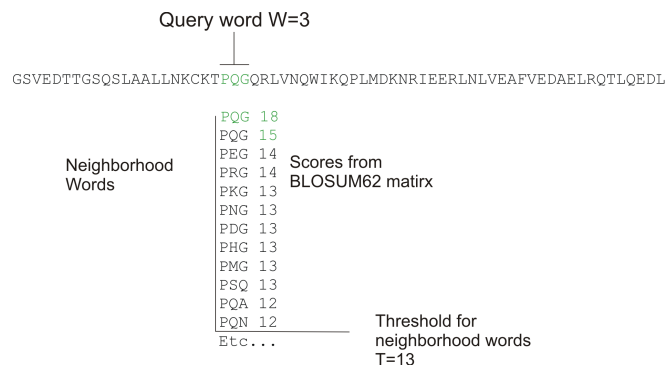 Query word W=3
GSVEDTTGSQSLAALLNKCKTPQGQRLVNQWIKQPLMDKNRIEERLNLVEAFVEDAELRQTLQEDL
PQG 18
PQG 15
PEG 14
PRG 14
PKG 13
PNG 13
PDG 13
PHG 13
PMG 13
PSQ 13
PQA 12
PQN 12
Etc...
Neighborhood
Words
Scores from
BLOSUM62 matirx
Threshold for
neighborhood words
T=13